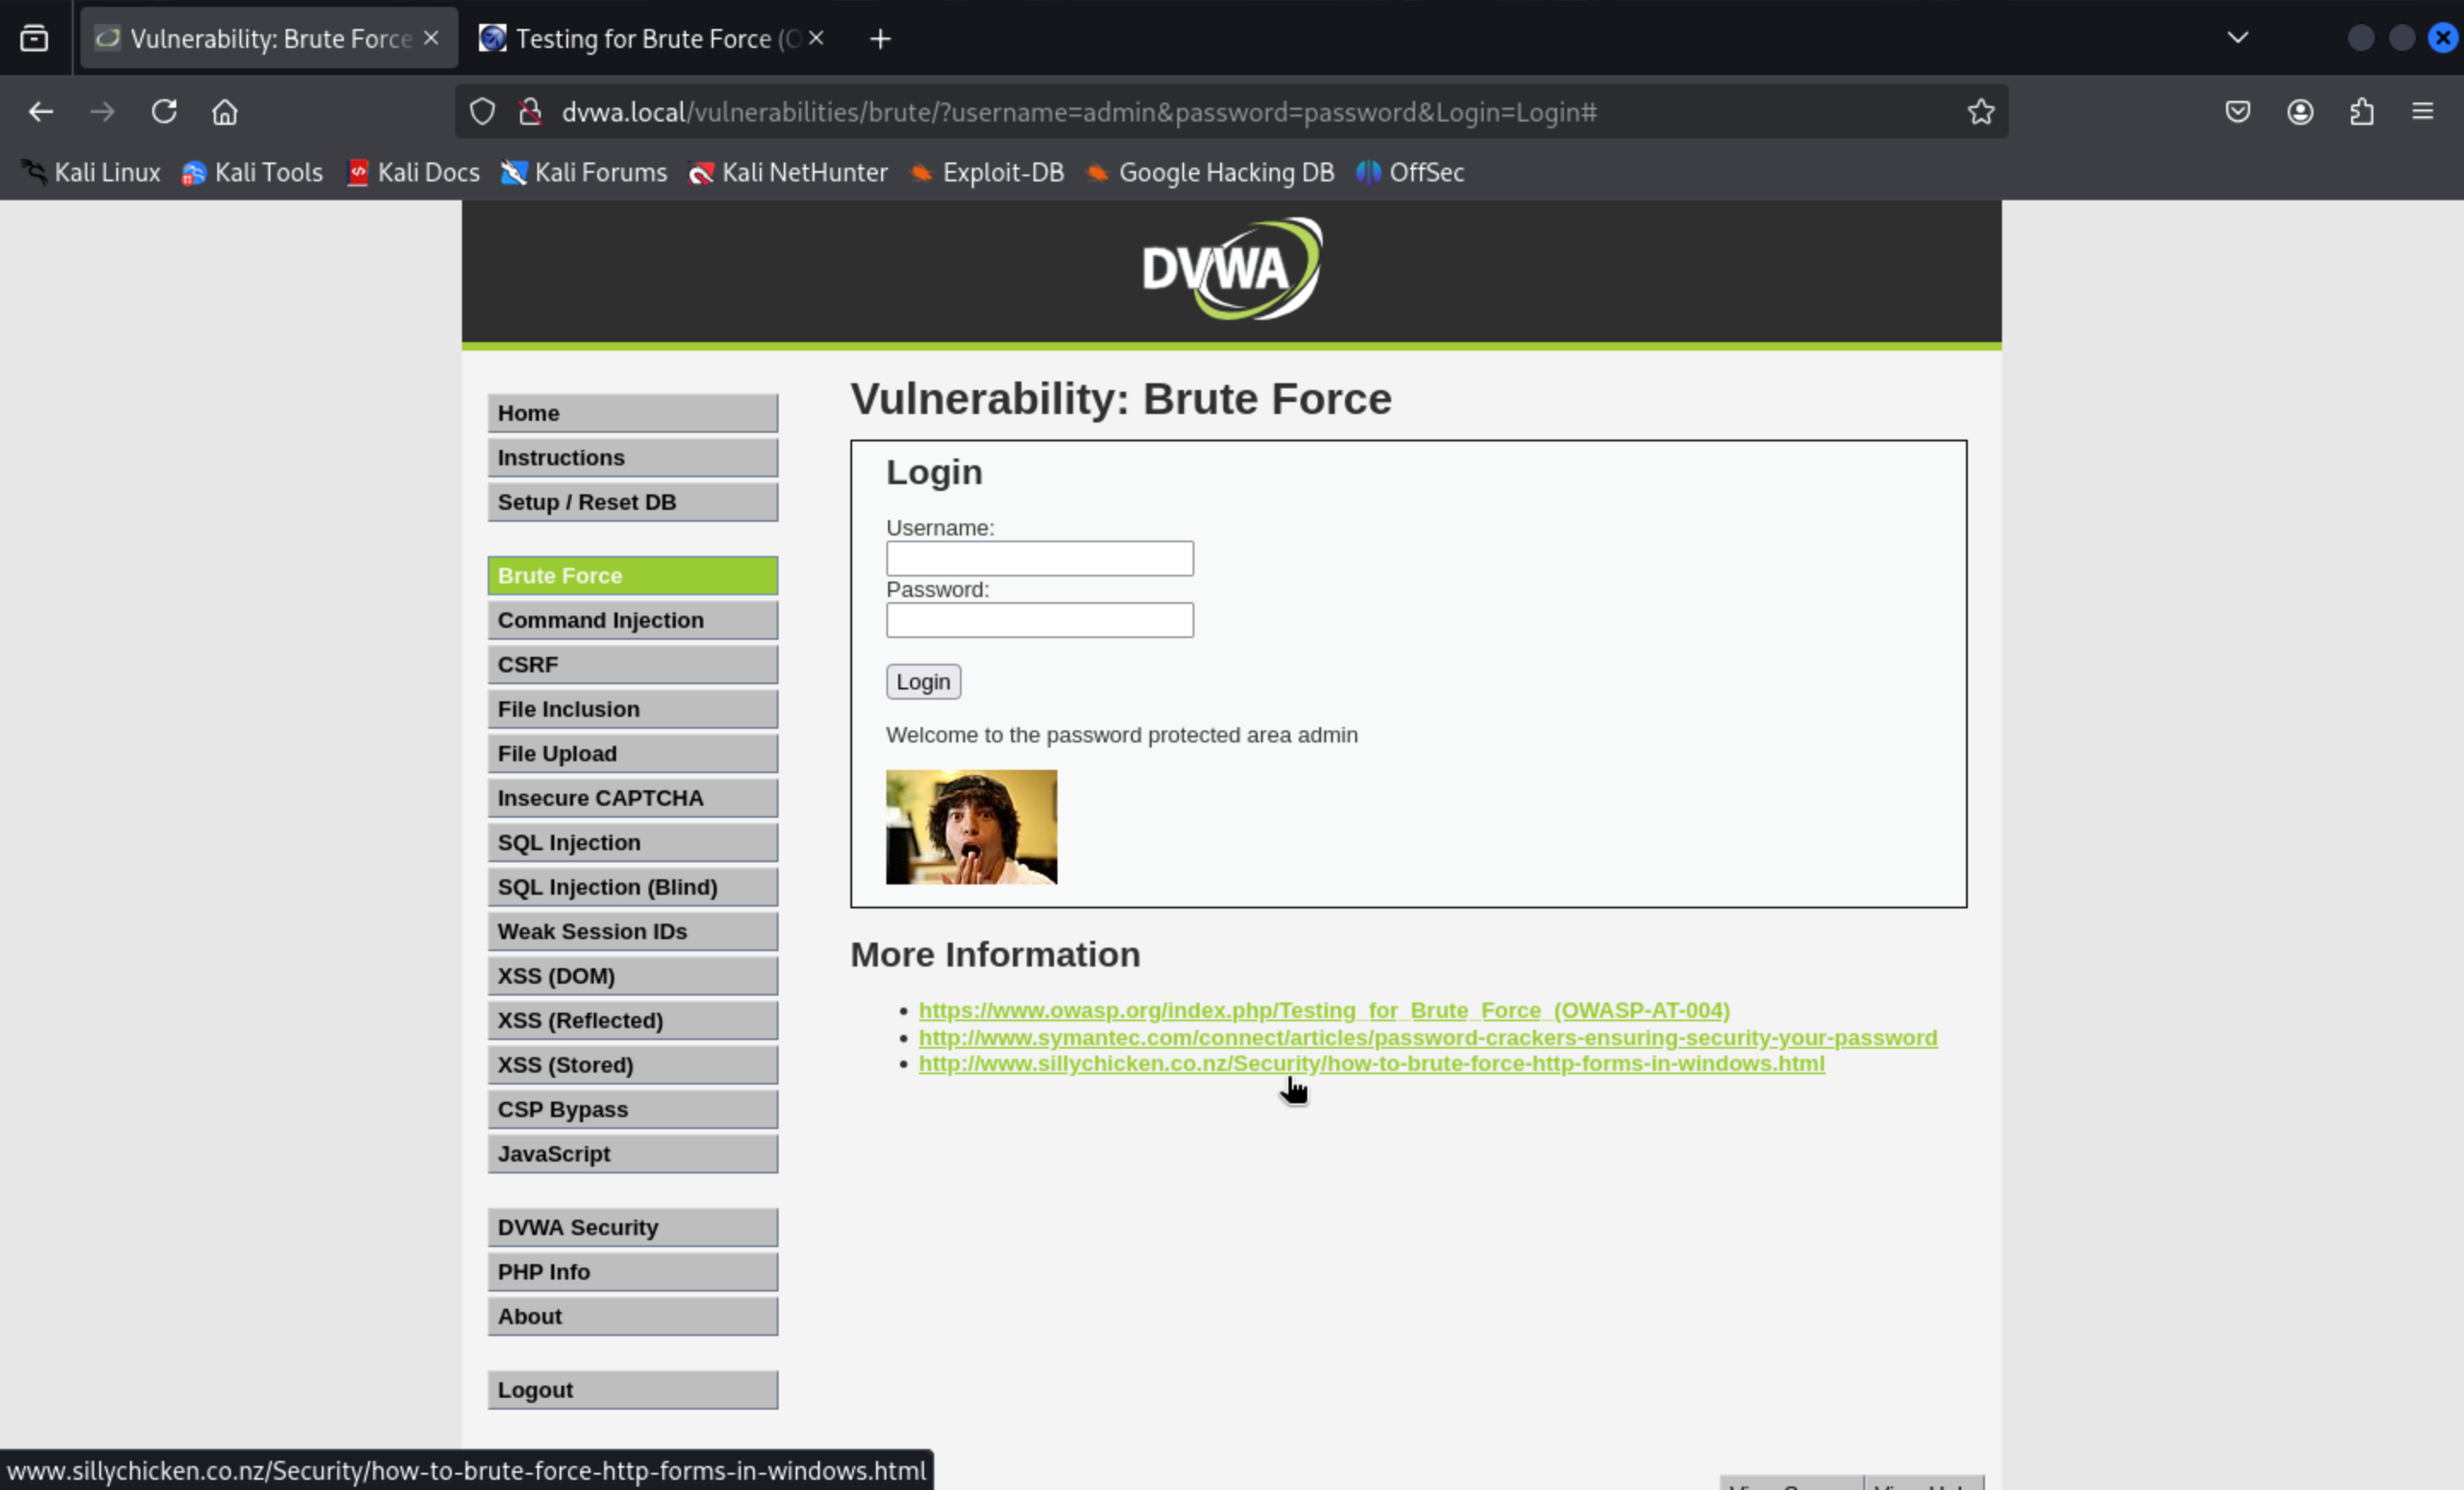 Vulnerability: Brute Force
Testing for Brute Force (O
dvwa.local/vulnerabilities/brute/?username=admin&password=password&Login=Login#
Kali Linux
Kali Tools
Kali Docs
Kali Forums
Kali NetHunter
Exploit-DB
Google Hacking DB
OffSec
DVWA
Home
Instructions
Setup / Reset DB
Brute Force
Command Injection
CSRF
File Inclusion
File Upload
Insecure CAPTCHA
SQL Injection
SQL Injection (Blind)
Weak Session IDs
XSS (DOM)
XSS (Reflected)
XSS (Stored)
CSP Bypass
JavaScript
DVWA Security
PHP Info
About
Logout
Vulnerability: Brute Force
Login
Username:
Password:
Login
Welcome to the password protected area admin
More Information
https://www.owasp.org/index.php/Testing_for_Brute_Force_(OWASP-AT-004)
http://www.symantec.com/connect/articles/password-crackers-ensuring-security-your-password
http://www.sillychicken.co.nz/Security/how-to-brute-force-http-forms-in-windows.html
www.sillychicken.co.nz/Security/how-to-brute-force-http-forms-in-windows.html